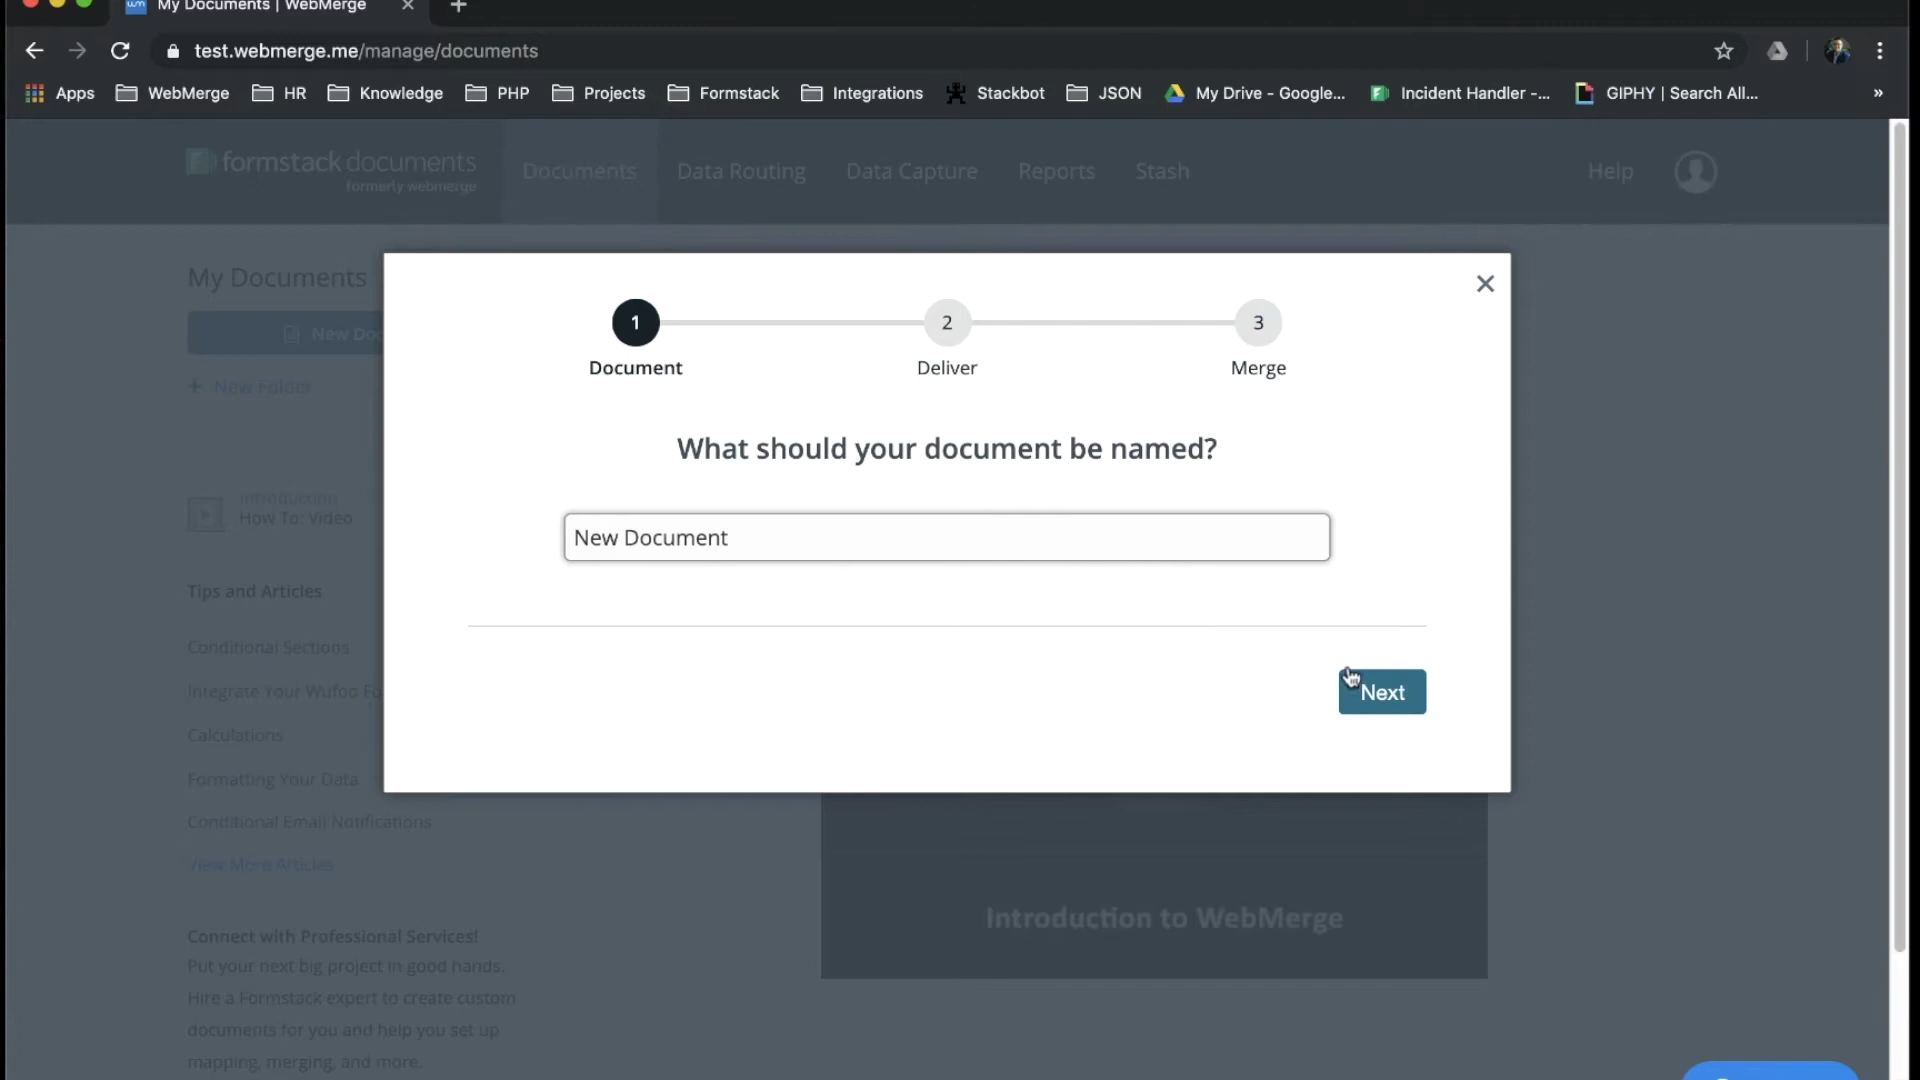 My Documents | WebMerge
test.webmerge.me/manage/documents
Apps WebMerge HR Knowledge PHP Projects Formstack Integrations Stackbot JSON My Drive - Google... Incident Handler -... GIPHY | Search All... »
formstack documents
formerly webmerge
Documents Data Routing Data Capture Reports Stash Help
My Documents
New Doc
+ New Folder
1 2 3
Document Deliver Merge
What should your document be named?
New Document
Next
Introduction
How To: Video
Tips and Articles
Conditional Sections
Integrate Your Wufoo Fo
Calculations
Formatting Your Data
Conditional Email Notifications
View More Articles
Connect with Professional Services!
Put your next big project in good hands.
Hire a Formstack expert to create custom
documents for you and help you set up
mapping, merging, and more.
Introduction to WebMerge